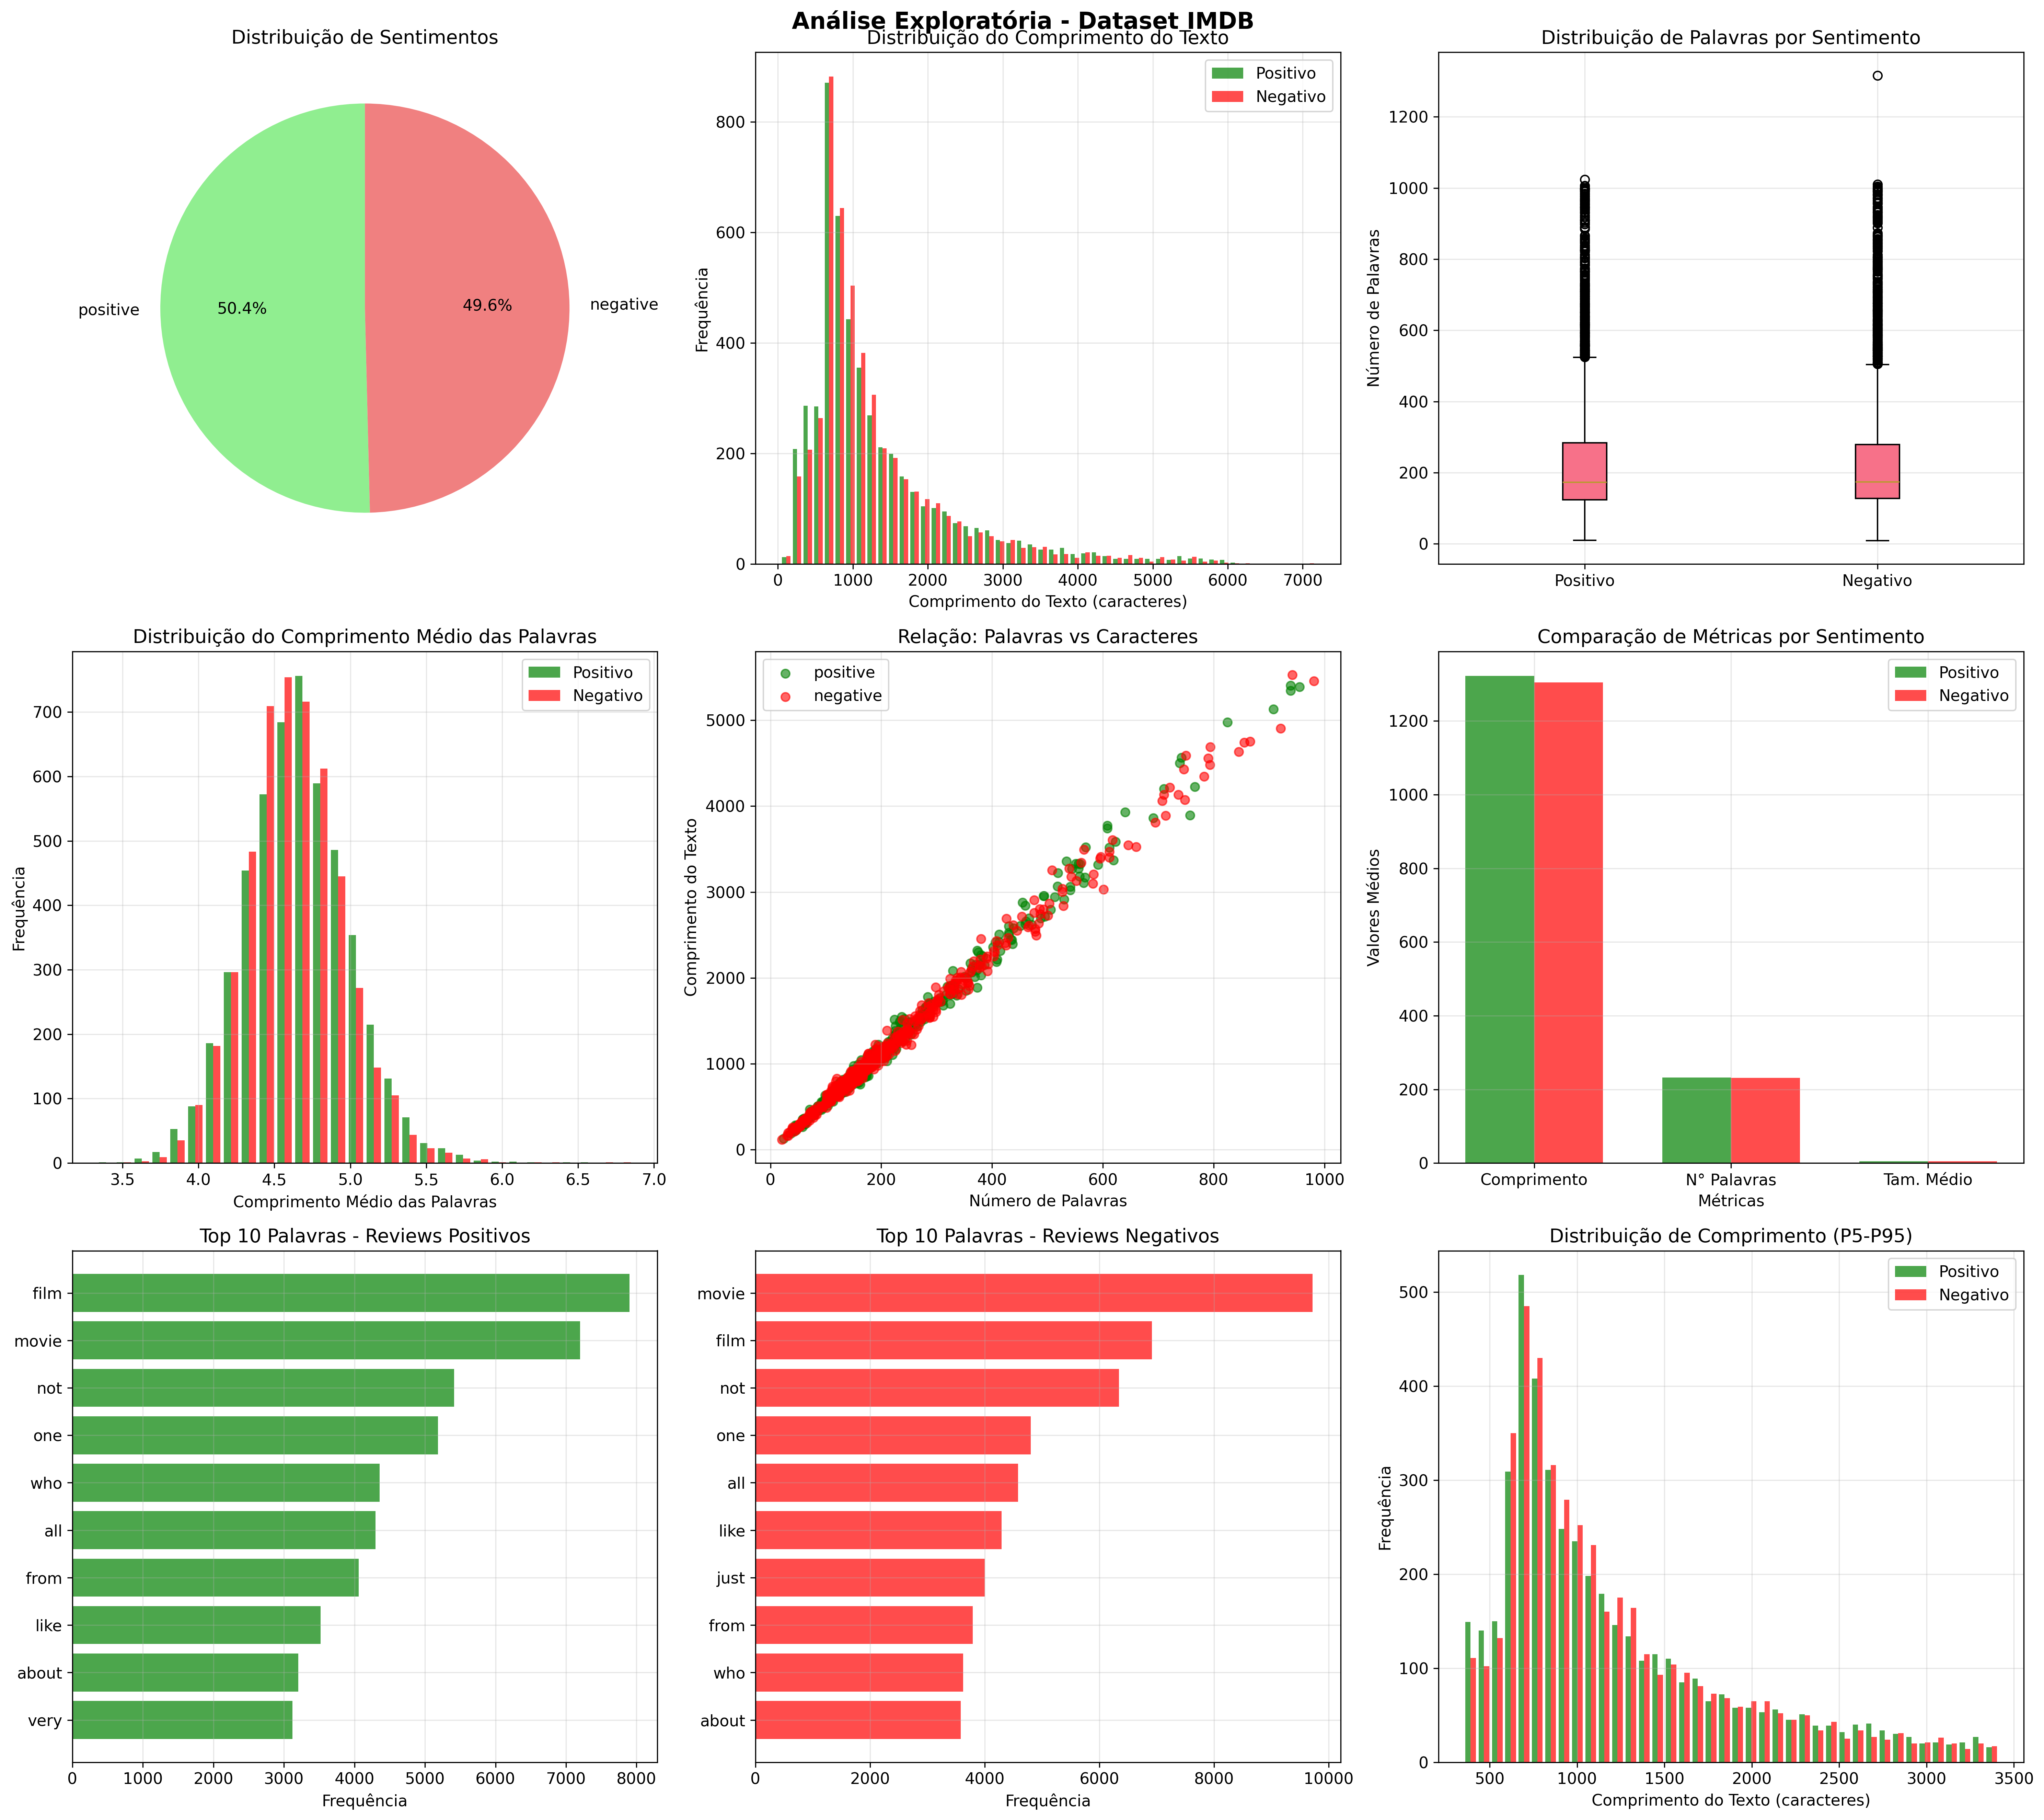 Análise Exploratória - Dataset IMDB
Distribuição de Sentimentos
positive
50.4%
49.6%
negative
Distribuição do Comprimento do Texto
Positivo
Negativo
Frequência
800
600
400
200
0
0 1000 2000 3000 4000 5000 6000 7000
Comprimento do Texto (caracteres)
Distribuição de Palavras por Sentimento
Número de Palavras
1200
1000
800
600
400
200
0
Positivo Negativo
Distribuição do Comprimento Médio das Palavras
Positivo
Negativo
Frequência
700
600
500
400
300
200
100
0
3.5 4.0 4.5 5.0 5.5 6.0 6.5 7.0
Comprimento Médio das Palavras
Relação: Palavras vs Caracteres
positive
negative
Comprimento do Texto
5000
4000
3000
2000
1000
0
0 200 400 600 800 1000
Número de Palavras
Comparação de Métricas por Sentimento
Positivo
Negativo
Valores Médios
1200
1000
800
600
400
200
0
Comprimento N° Palavras Tam. Médio
Métricas
Top 10 Palavras - Reviews Positivos
film
movie
not
one
who
all
from
like
about
very
0 1000 2000 3000 4000 5000 6000 7000 8000
Frequência
Top 10 Palavras - Reviews Negativos
movie
film
not
one
all
like
just
from
who
about
0 2000 4000 6000 8000 10000
Frequência
Distribuição de Comprimento (P5-P95)
Positivo
Negativo
Frequência
500
400
300
200
100
0
500 1000 1500 2000 2500 3000 3500
Comprimento do Texto (caracteres)